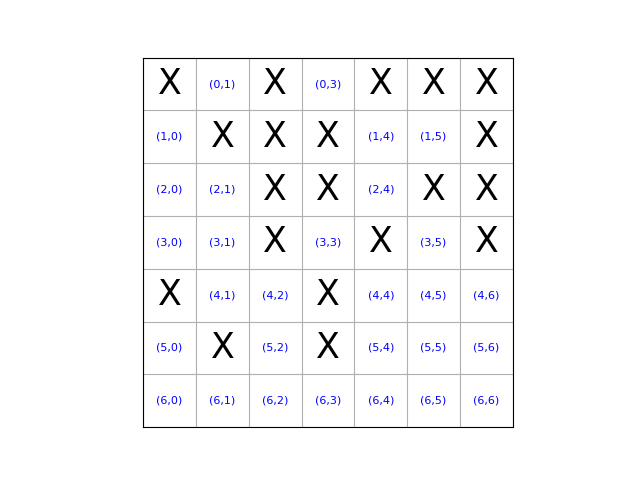 X (0,1) X (0,3) X X X
(1,0) X X X (1,4) (1,5) X
(2,0) (2,1) X X (2,4) X X
(3,0) (3,1) X (3,3) X (3,5) X
X (4,1) (4,2) X (4,4) (4,5) (4,6)
(5,0) X (5,2) X (5,4) (5,5) (5,6)
(6,0) (6,1) (6,2) (6,3) (6,4) (6,5) (6,6)